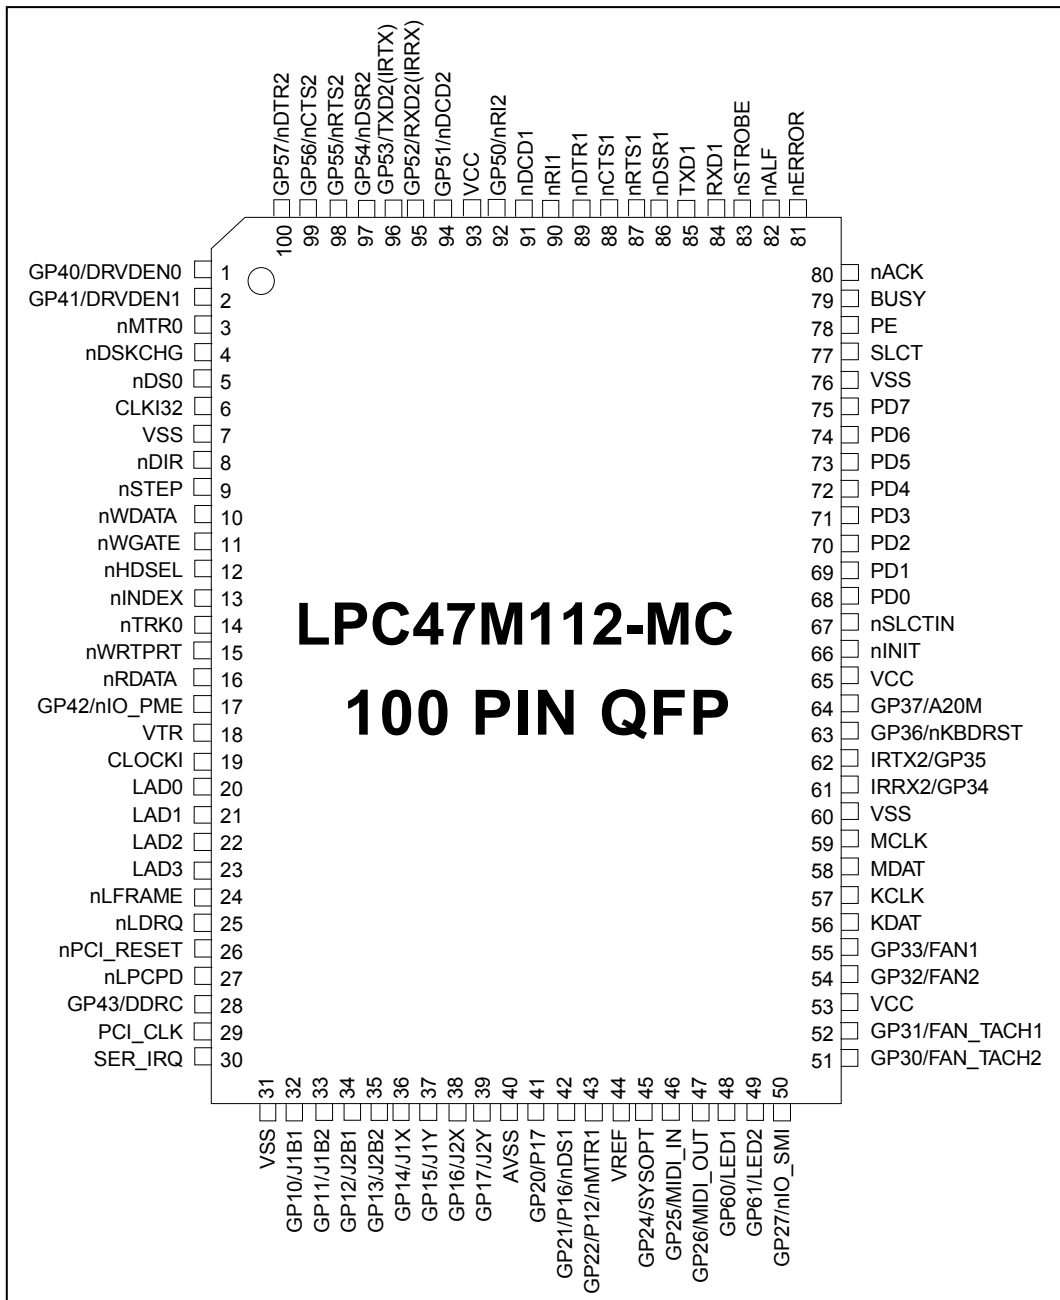 GP57/nDTR2
GP56/nCTS2
GP55/nRTS2
GP54/nDSR2
GP53/TXD2(IRTX)
GP52/RXD2(IRRX)
GP51/nDCD2
VCC
GP50/nRI2
nDCD1
nRI1
nDTR1
nCTS1
nRTS1
nDSR1
TXD1
RXD1
nSTROBE
nALF
nERROR
100
99
98
97
96
95
94
93
92
91
90
89
88
87
86
85
84
83
82
81
GP40/DRVDEN0 1
GP41/DRVDEN1 2
nMTR0 3
nDSKCHG 4
nDS0 5
CLKI32 6
VSS 7
nDIR 8
nSTEP 9
nWDATA 10
nWGATE 11
nHDSEL 12
nINDEX 13
nTRK0 14
nWRTPRT 15
nRDATA 16
GP42/nIO_PME 17
VTR 18
CLOCKI 19
LAD0 20
LAD1 21
LAD2 22
LAD3 23
nLFRAME 24
nLDRQ 25
nPCI_RESET 26
nLPCPD 27
GP43/DDRC 28
PCI_CLK 29
SER_IRQ 30
LPC47M112-MC
100 PIN QFP
80 nACK
79 BUSY
78 PE
77 SLCT
76 VSS
75 PD7
74 PD6
73 PD5
72 PD4
71 PD3
70 PD2
69 PD1
68 PD0
67 nSLCTIN
66 nINIT
65 VCC
64 GP37/A20M
63 GP36/nKBDRST
62 IRTX2/GP35
61 IRRX2/GP34
60 VSS
59 MCLK
58 MDAT
57 KCLK
56 KDAT
55 GP33/FAN1
54 GP32/FAN2
53 VCC
52 GP31/FAN_TACH1
51 GP30/FAN_TACH2
31
32
33
34
35
36
37
38
39
40
41
42
43
44
45
46
47
48
49
50
VSS
GP10/J1B1
GP11/J1B2
GP12/J2B1
GP13/J2B2
GP14/J1X
GP15/J1Y
GP16/J2X
GP17/J2Y
AVSS
GP20/P17
GP21/P16/nDS1
GP22/P12/nMTR1
VREF
GP24/SYSOPT
GP25/MIDI_IN
GP26/MIDI_OUT
GP60/LED1
GP61/LED2
GP27/nIO_SMI